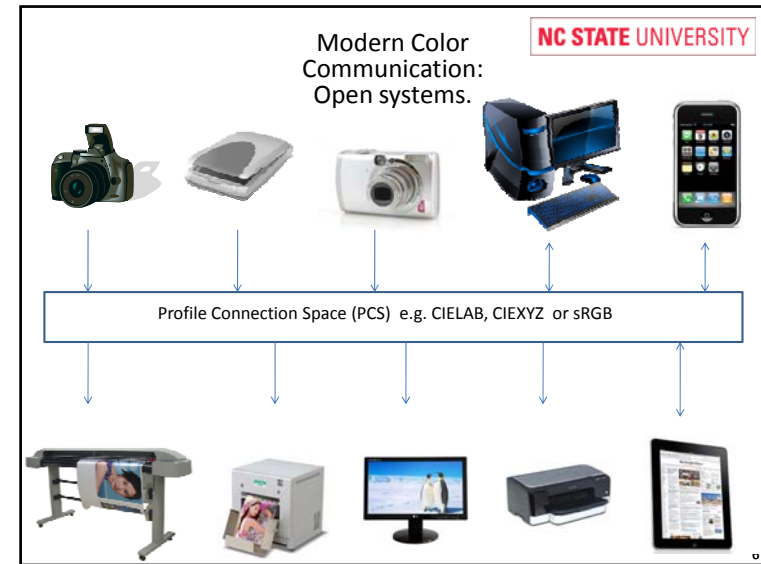 Modern Color
Communication:
Open systems.
NC STATE UNIVERSITY
Profile Connection Space (PCS) e.g. CIELAB, CIEXYZ or sRGB